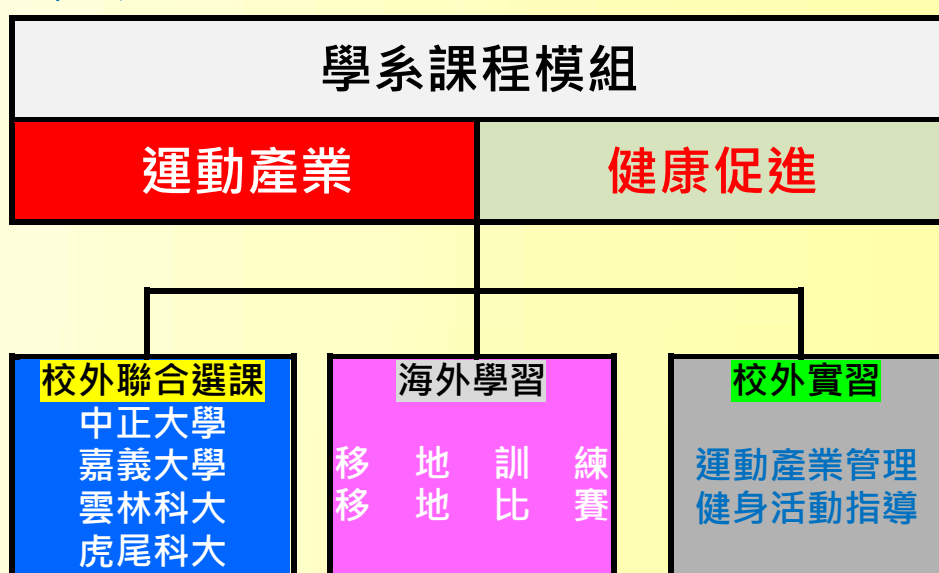 學系課程模組
運動產業
健康促進
校外聯合選課
中正大學
嘉義大學
雲林科大
虎尾科大
海外學習
移地訓練
移地比賽
校外實習
運動產業管理
健身活動指導